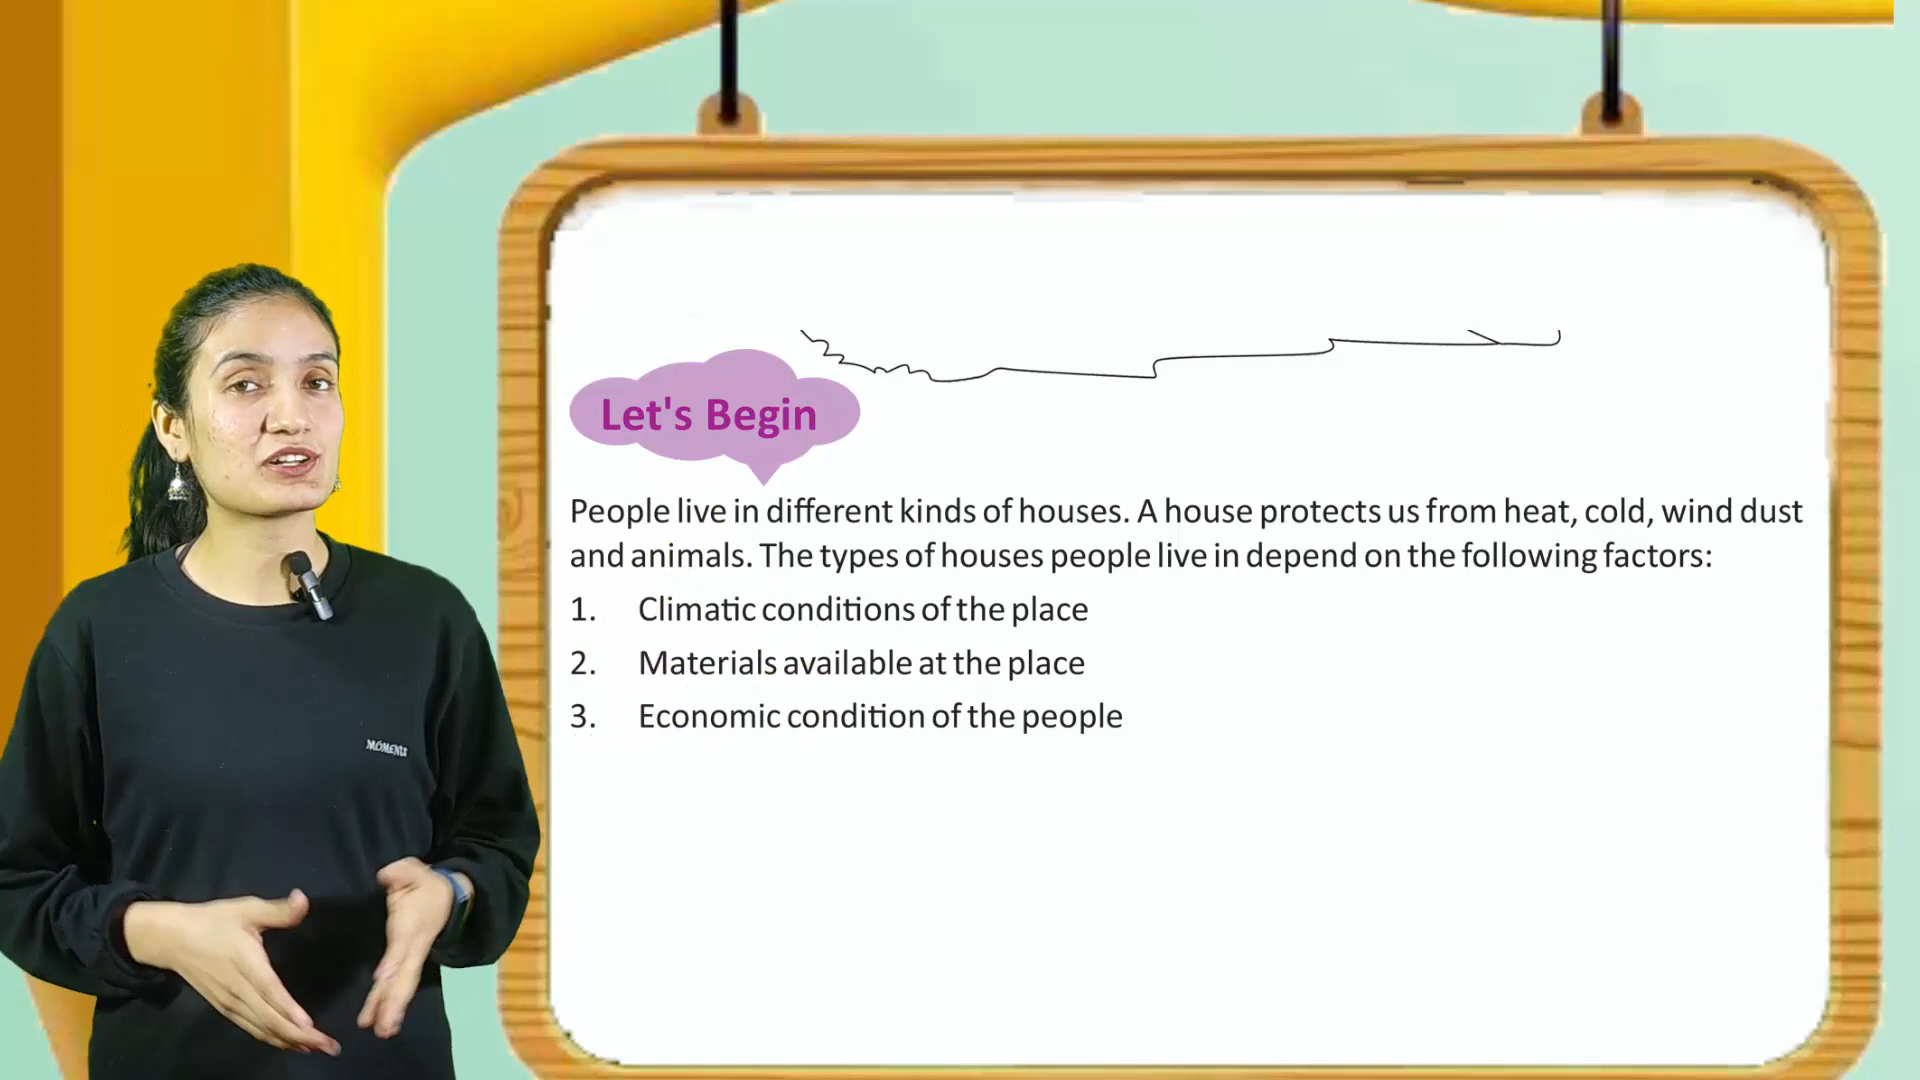 Let's Begin
People live in different kinds of houses. A house protects us from heat, cold, wind dust
and animals. The types of houses people live in depend on the following factors:
1. Climatic conditions of the place
2. Materials available at the place
3. Economic condition of the people
MOMENTS